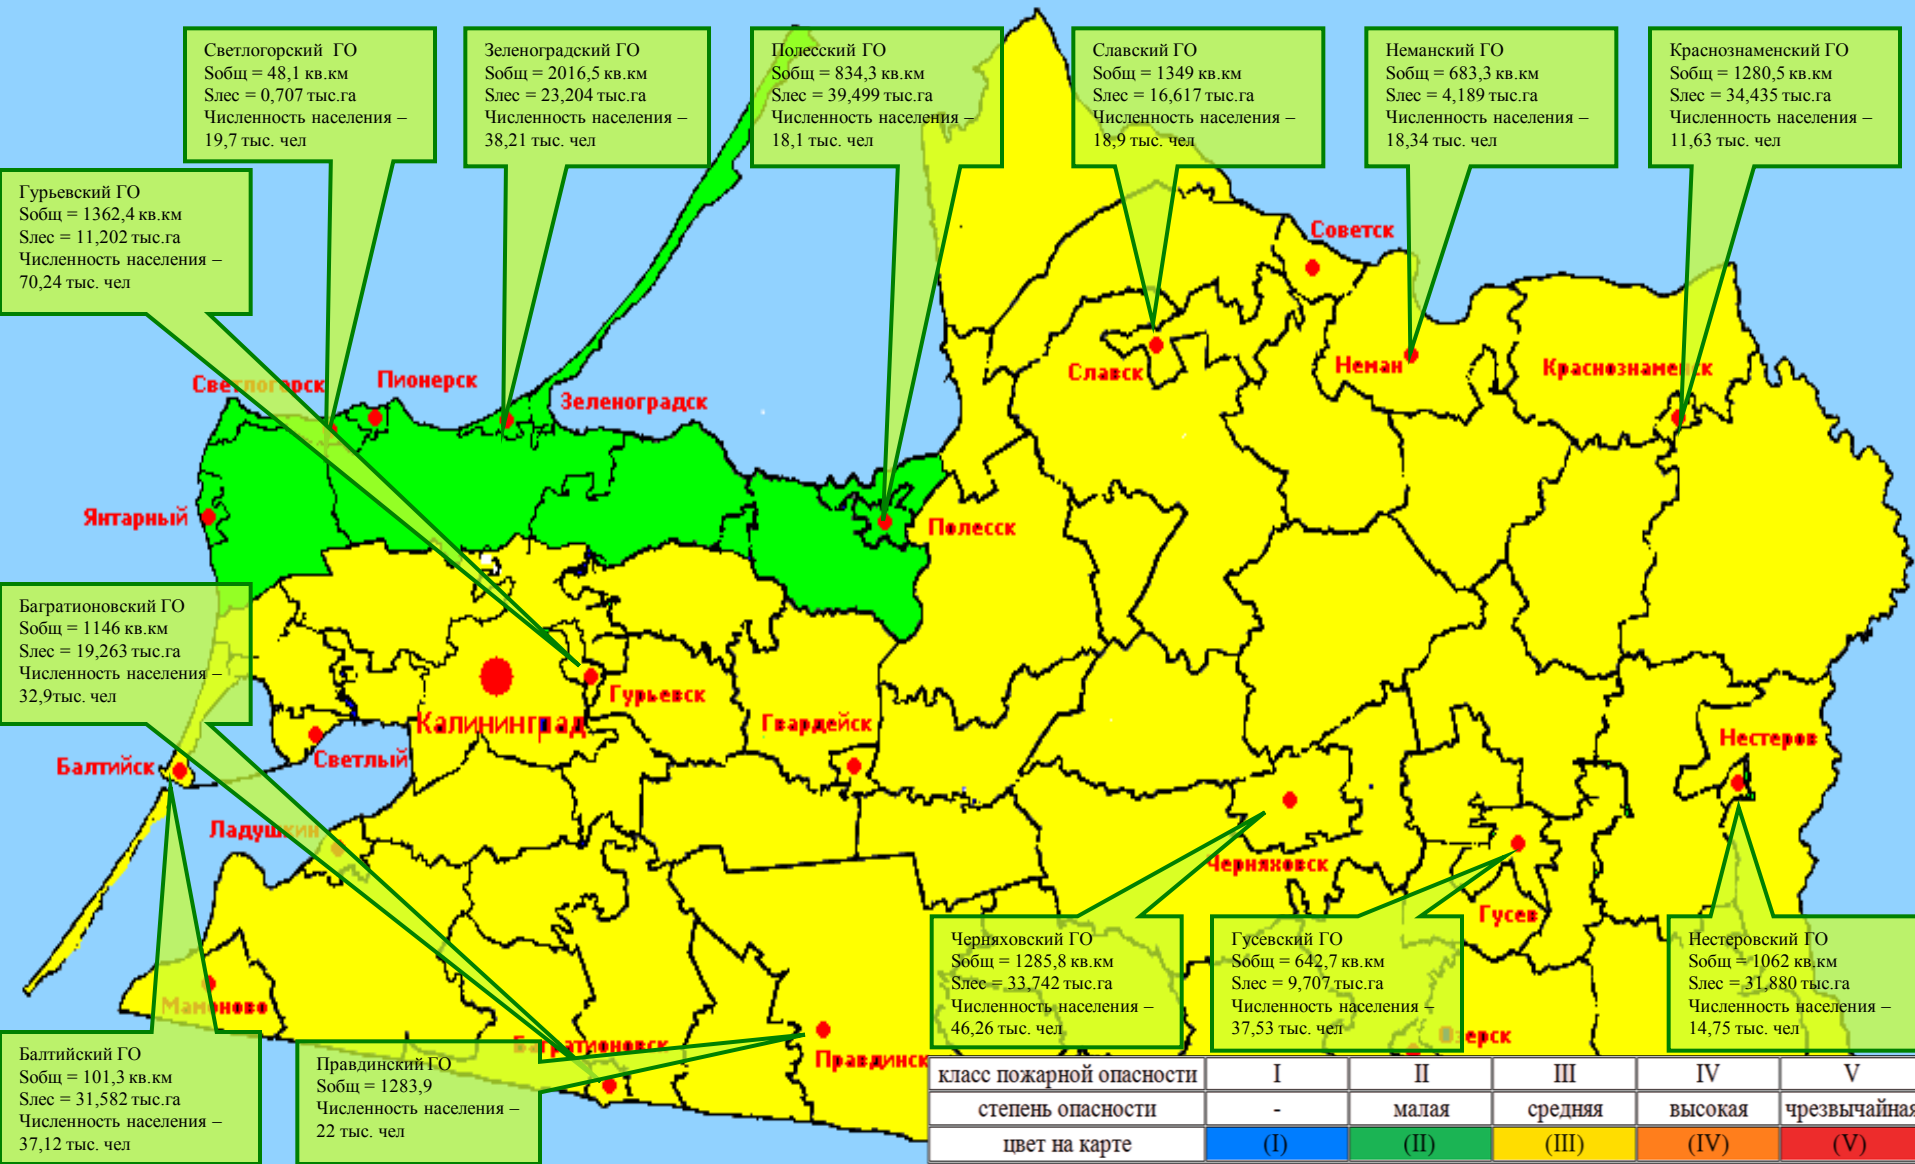 Светлогорский ГО
Sобщ = 48,1 кв.км
Sлес = 0,707 тыс.га
Численность населения –
19,7 тыс. чел
Зеленоградский ГО
Sобщ = 2016,5 кв.км
Sлес = 23,204 тыс.га
Численность населения –
38,21 тыс. чел
Полесский ГО
Sобщ = 834,3 кв.км
Sлес = 39,499 тыс.га
Численность населения –
18,1 тыс. чел
Славский ГО
Sобщ = 1349 кв.км
Sлес = 16,617 тыс.га
Численность населения –
18,9 тыс. чел
Неманский ГО
Sобщ = 683,3 кв.км
Sлес = 4,189 тыс.га
Численность населения –
18,34 тыс. чел
Краснознаменский ГО
Sобщ = 1280,5 кв.км
Sлес = 34,435 тыс.га
Численность населения –
11,63 тыс. чел
Гурьевский ГО
Sобщ = 1362,4 кв.км
Sлес = 11,202 тыс.га
Численность населения –
70,24 тыс. чел
Советск
Славск
Неман
Краснознаменск
Светлогорск
Пионерск
Зеленоградск
Янтарный
Полесск
Багратионовский ГО
Sобщ = 1146 кв.км
Sлес = 19,263 тыс.га
Численность населения –
32,9тыс. чел
Гурьевск
Калининград
Гвардейск
Нестеров
Балтийск
Светлый
Ладушкин
Черняховск
Гусев
Мамоново
Багратионовск
Правдинск
Озерск
Черняховский ГО
Sобщ = 1285,8 кв.км
Sлес = 33,742 тыс.га
Численность населения –
46,26 тыс. чел
Гусевский ГО
Sобщ = 642,7 кв.км
Sлес = 9,707 тыс.га
Численность населения –
37,53 тыс. чел
Нестеровский ГО
Sобщ = 1062 кв.км
Sлес = 31,880 тыс.га
Численность населения –
14,75 тыс. чел
Балтийский ГО
Sобщ = 101,3 кв.км
Sлес = 31,582 тыс.га
Численность населения –
37,12 тыс. чел
Правдинский ГО
Sобщ = 1283,9
Численность населения –
22 тыс. чел
класс пожарной опасности I II III IV V
степень опасности - малая средняя высокая чрезвычайная
цвет на карте (I) (II) (III) (IV) (V)